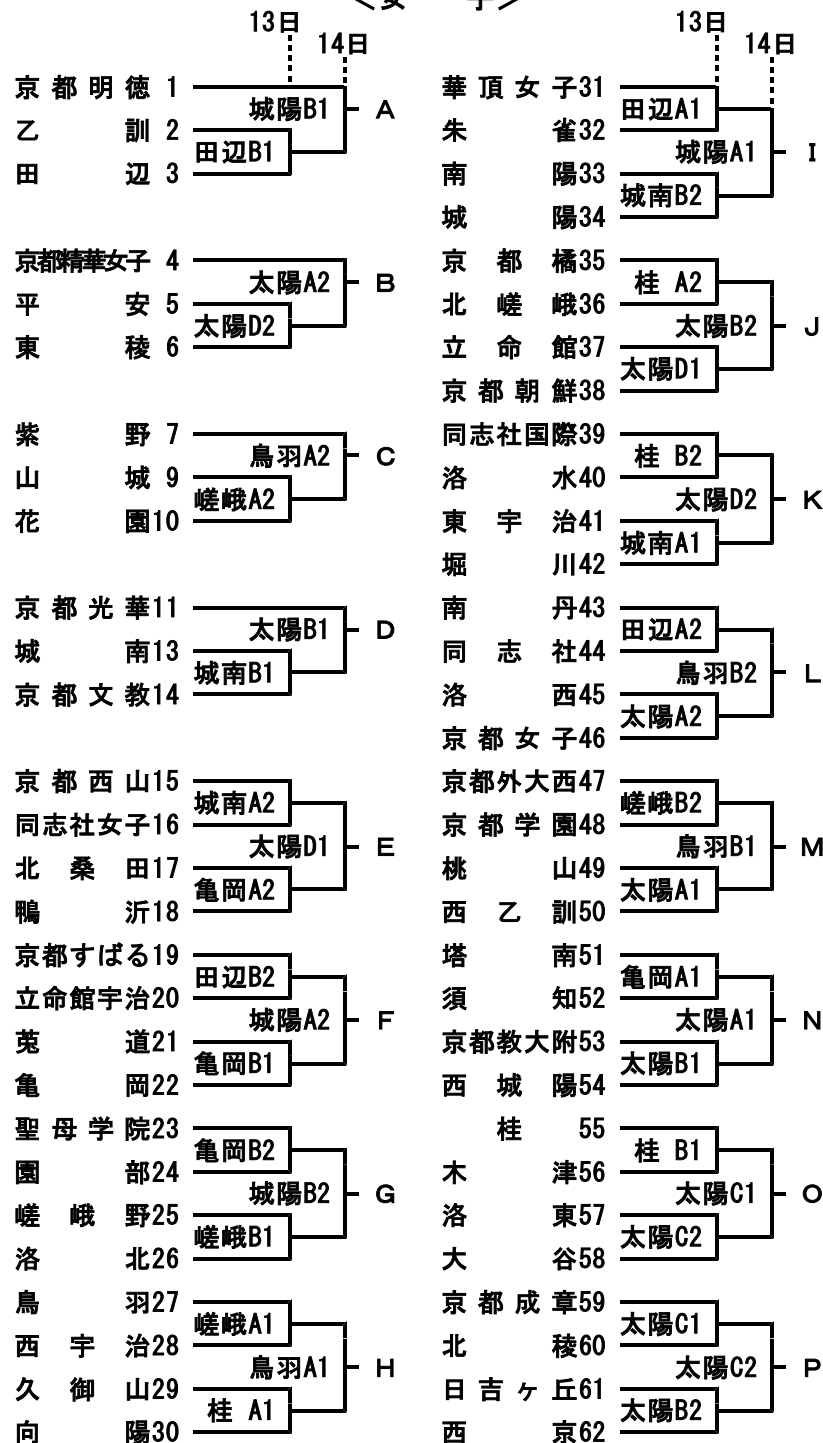 ＜女　　子＞
13日
14日
京都明徳 1
城陽B1
A
乙訓 2
田辺B1
田辺 3
京都精華女子 4
太陽A2
B
平安 5
太陽D2
東稜 6
紫野 7
鳥羽A2
C
山城 9
嵯峨A2
花園10
京都光華11
太陽B1
D
城南13
城南B1
京都文教14
京都西山15
城南A2
同志社女子16
太陽D1
E
北桑田17
亀岡A2
鴨沂18
京都すばる19
田辺B2
立命館宇治20
城陽A2
F
莵道21
亀岡B1
亀岡22
聖母学院23
亀岡B2
園部24
城陽B2
G
嵯峨野25
嵯峨B1
洛北26
鳥羽27
嵯峨A1
西宇治28
鳥羽A1
H
久御山29
桂 A1
向陽30
13日
14日
華頂女子31
田辺A1
朱雀32
城陽A1
I
南陽33
城南B2
城陽34
京都橘35
桂 A2
北嵯峨36
太陽B2
J
立命館37
太陽D1
京都朝鮮38
同志社国際39
桂 B2
洛水40
太陽D2
K
東宇治41
城南A1
堀川42
南丹43
田辺A2
同志社44
鳥羽B2
L
洛西45
太陽A2
京都女子46
京都外大西47
嵯峨B2
京都学園48
鳥羽B1
M
桃山49
太陽A1
西乙訓50
塔南51
亀岡A1
須知52
太陽A1
N
京都教大附53
太陽B1
西城陽54
桂 55
桂 B1
木津56
太陽C1
O
洛東57
太陽C2
大谷58
京都成章59
太陽C1
北稜60
太陽C2
P
日吉ヶ丘61
太陽B2
西京62